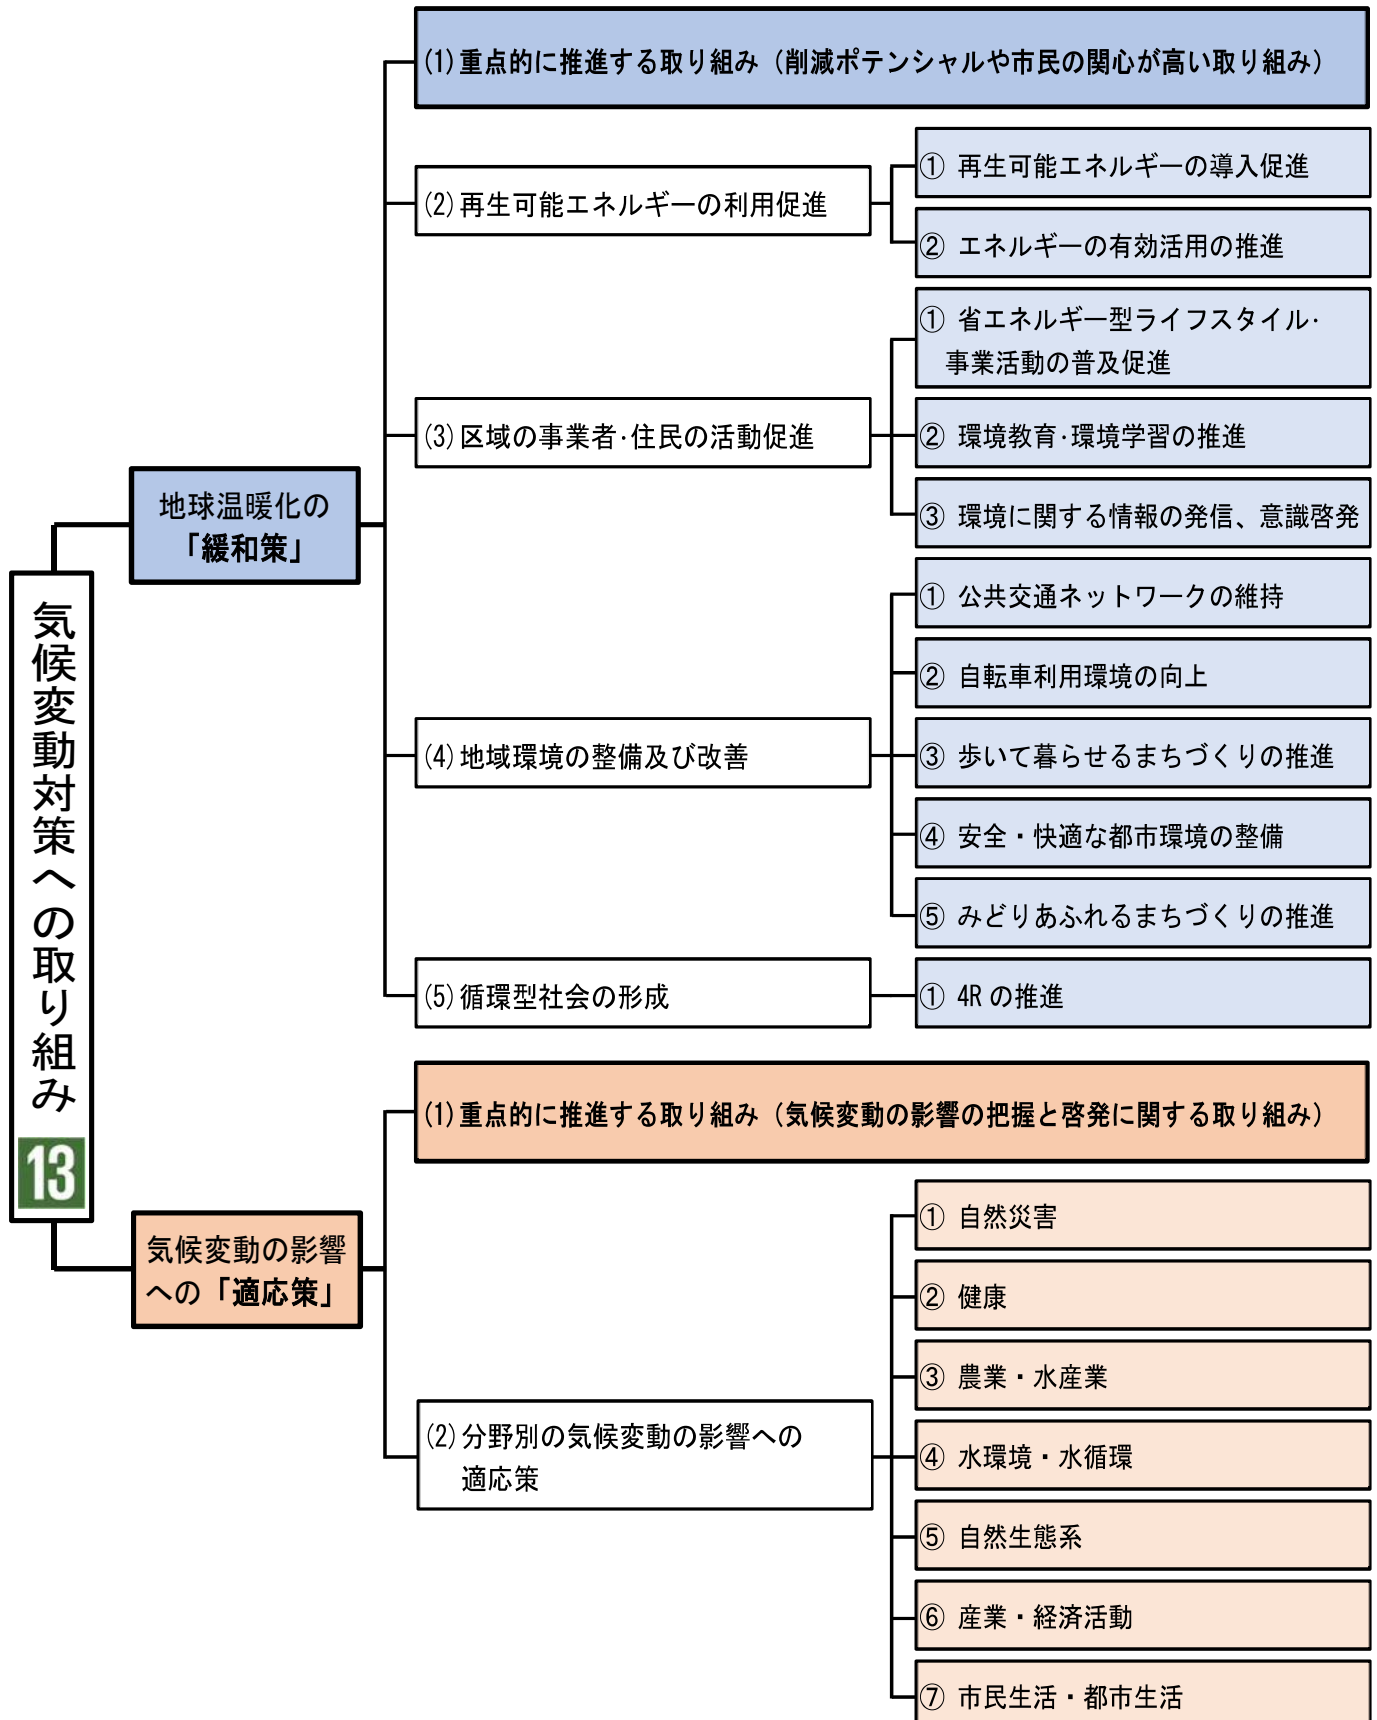 気候変動対策への取り組み
13
地球温暖化の
「緩和策」
(1)重点的に推進する取り組み（削減ポテンシャルや市民の関心が高い取り組み）
(2)再生可能エネルギーの利用促進
① 再生可能エネルギーの導入促進
② エネルギーの有効活用の推進
(3)区域の事業者･住民の活動促進
① 省エネルギー型ライフスタイル･
事業活動の普及促進
② 環境教育･環境学習の推進
③ 環境に関する情報の発信、意識啓発
(4)地域環境の整備及び改善
① 公共交通ネットワークの維持
② 自転車利用環境の向上
③ 歩いて暮らせるまちづくりの推進
④ 安全・快適な都市環境の整備
⑤ みどりあふれるまちづくりの推進
(5)循環型社会の形成
① 4Rの推進
気候変動の影響
への「適応策」
(1)重点的に推進する取り組み（気候変動の影響の把握と啓発に関する取り組み）
(2)分野別の気候変動の影響への
適応策
① 自然災害
② 健康
③ 農業・水産業
④ 水環境・水循環
⑤ 自然生態系
⑥ 産業・経済活動
⑦ 市民生活・都市生活